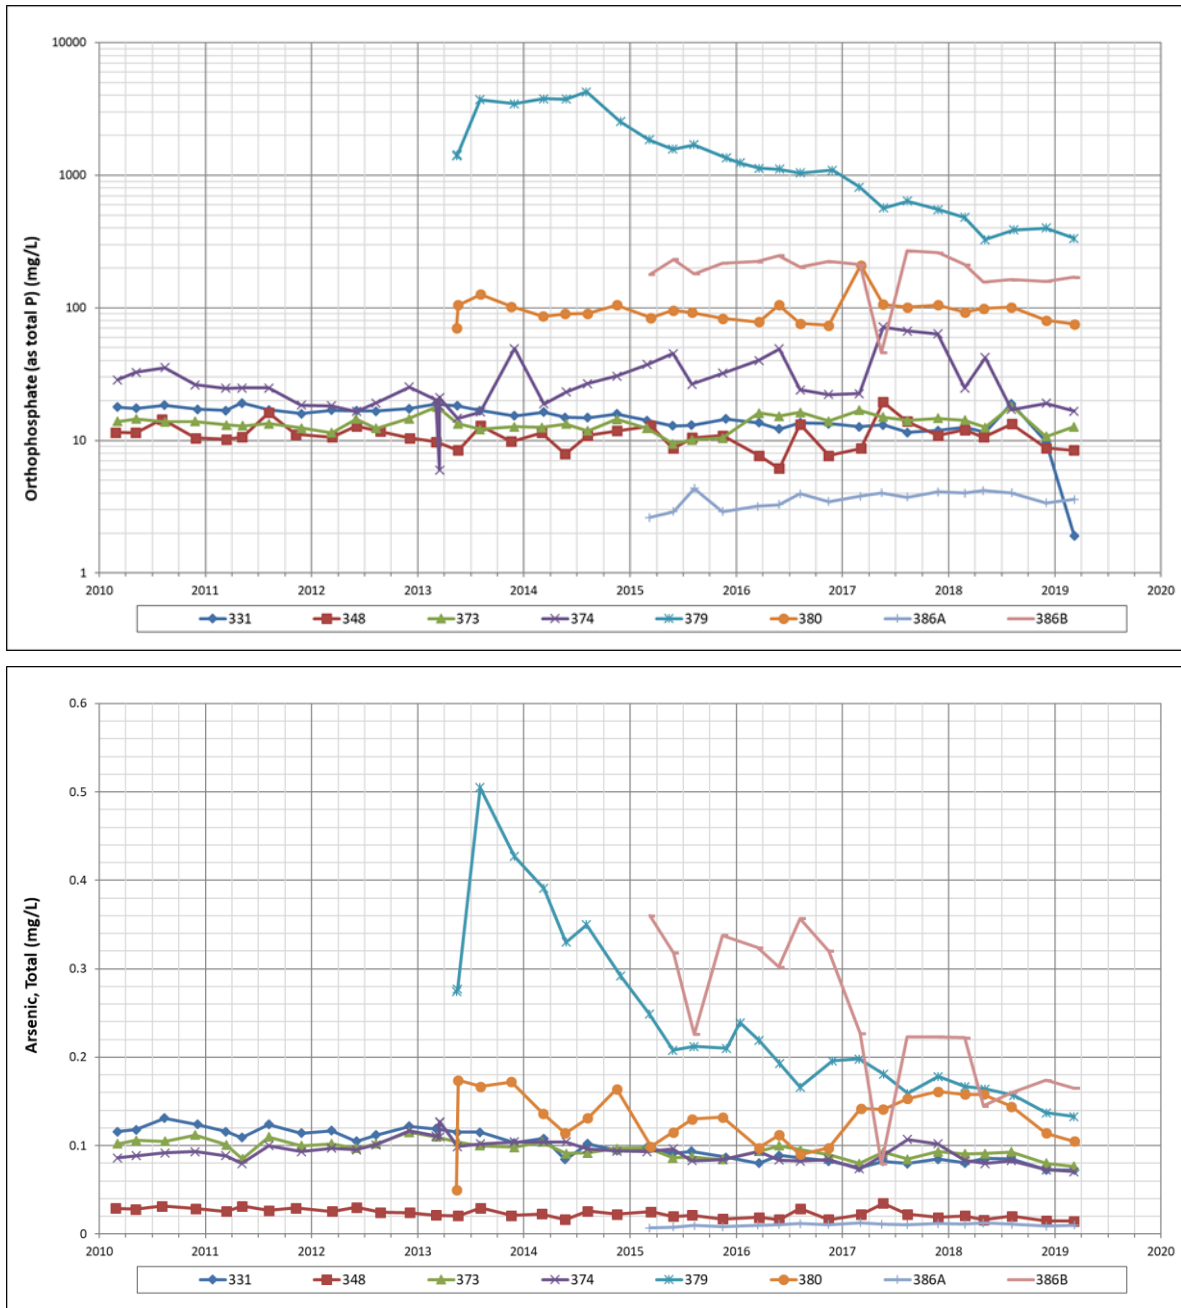 Orthophosphate (as total P) (mg/L)
10000
1000
100
10
1
2010 2011 2012 2013 2014 2015 2016 2017 2018 2019 2020
331 348 373 374 379 380 386A 386B
Arsenic, Total (mg/L)
0.6
0.5
0.4
0.3
0.2
0.1
0
2010 2011 2012 2013 2014 2015 2016 2017 2018 2019 2020
331 348 373 374 379 380 386A 386B